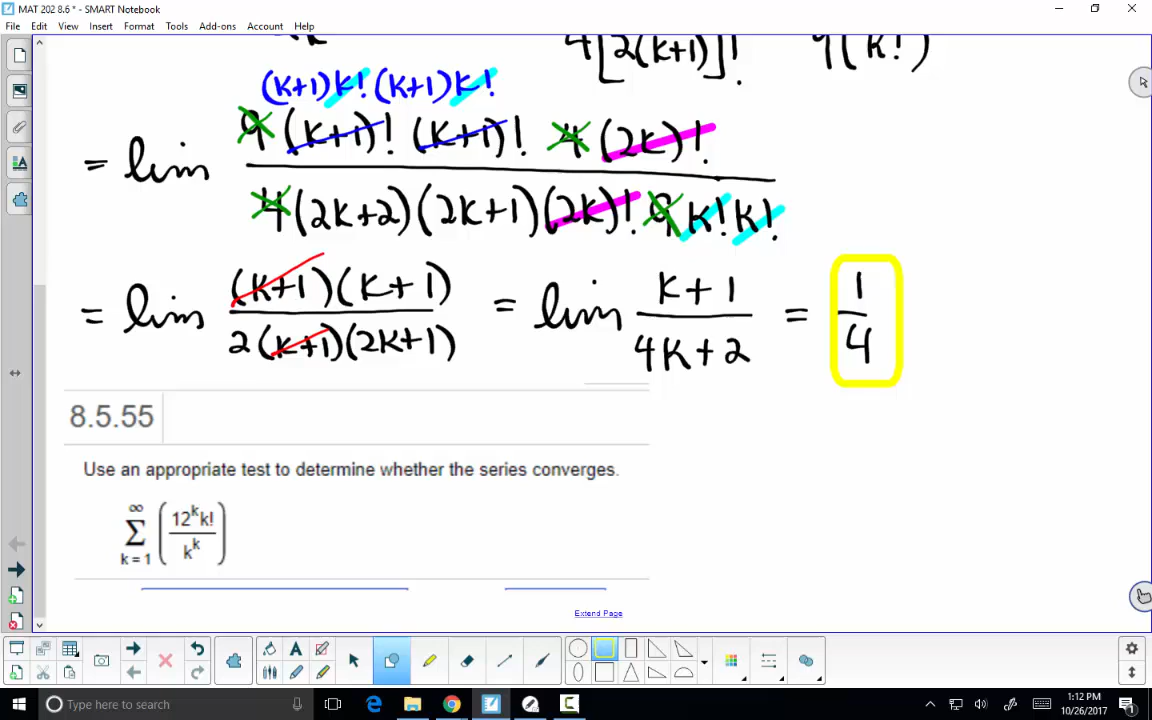 MAT 202 8.6 * - SMART Notebook
File Edit View Insert Format Tools Add-ons Account Help
4[2(k+1)]! 9(k!)
(k+1)k!(k+1)k!
= lim 9(k+1)!(k+1)! 4(2k)!
4(2k+2)(2k+1)(2k)! 9k!k!
= lim (k+1)(k+1) / 2(k+1)(2k+1) = lim k+1 / 4k+2 = 1/4
8.5.55
Use an appropriate test to determine whether the series converges.
∞
Σ (12^k k! / k^k)
k = 1
Extend Page
A
Type here to search
1:12 PM
10/26/2017
1